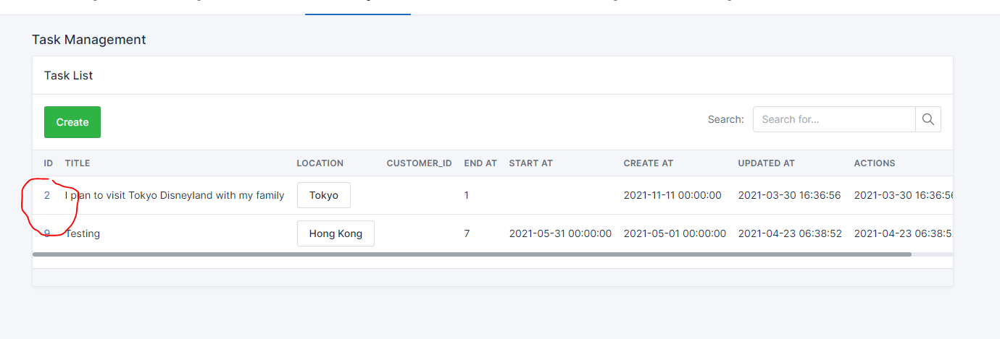 Task Management
Task List
Create
Search: Search for...
ID TITLE LOCATION CUSTOMER_ID END AT START AT CREATE AT UPDATED AT ACTIONS
2 I plan to visit Tokyo Disneyland with my family Tokyo 1 2021-11-11 00:00:00 2021-03-30 16:36:56 2021-03-30 16:36:56
9 Testing Hong Kong 7 2021-05-31 00:00:00 2021-05-01 00:00:00 2021-04-23 06:38:52 2021-04-23 06:38:5